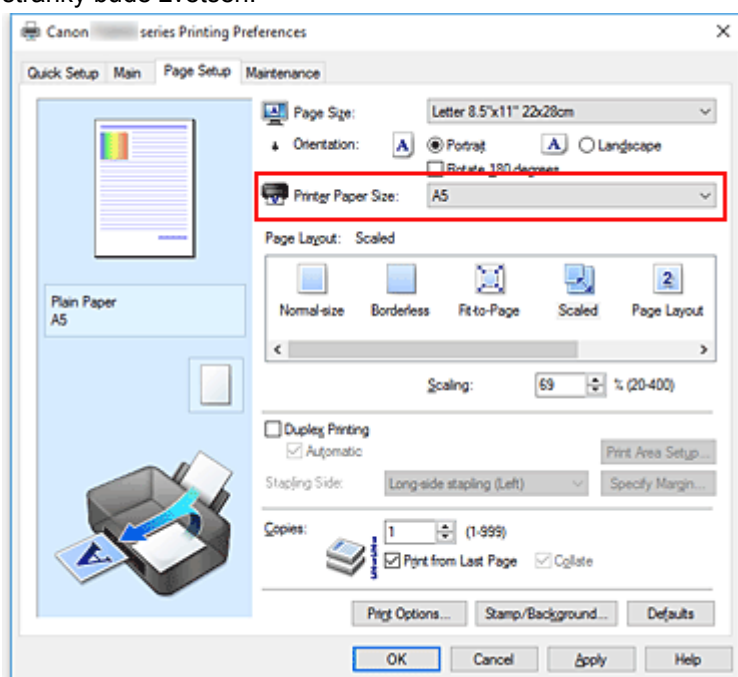 stránky bude zvětšen.
Canon series Printing Preferences
Quick Setup Main Page Setup Maintenance
Page Size: Letter 8.5"x11" 22x28cm
Orientation: A Portrait A Landscape
Rotate 180 degrees
Printer Paper Size: A5
Page Layout: Scaled
Normal-size Borderless Fit-to-Page Scaled Page Layout
Plain Paper
A5
Scaling: 69 % (20-400)
Duplex Printing
Automatic Print Area Setup...
Stapling Side: Long-side stapling (Left) Specify Margin...
Copies: 1 (1-999)
Print from Last Page Collate
Print Options... Stamp/Background... Defaults
OK Cancel Apply Help